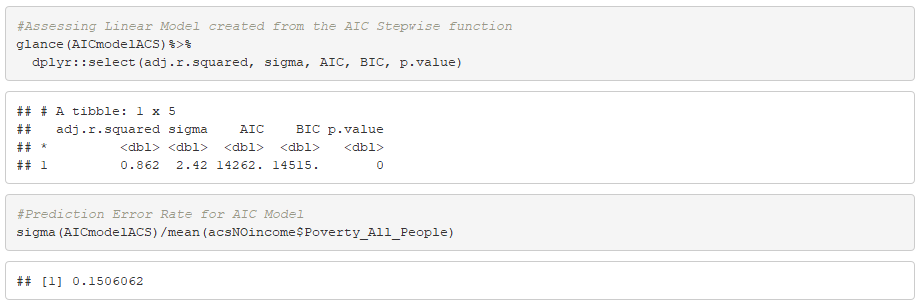 #Assessing Linear Model created from the AIC Stepwise function
glance(AICmodelACS)%>%
  dplyr::select(adj.r.squared, sigma, AIC, BIC, p.value)
## # A tibble: 1 x 5
##   adj.r.squared sigma    AIC    BIC p.value
## *         <dbl> <dbl>  <dbl>  <dbl>   <dbl>
## 1         0.862  2.42 14262. 14515.       0
#Prediction Error Rate for AIC Model
sigma(AICmodelACS)/mean(acsNOincome$Poverty_All_People)
## [1] 0.1506062